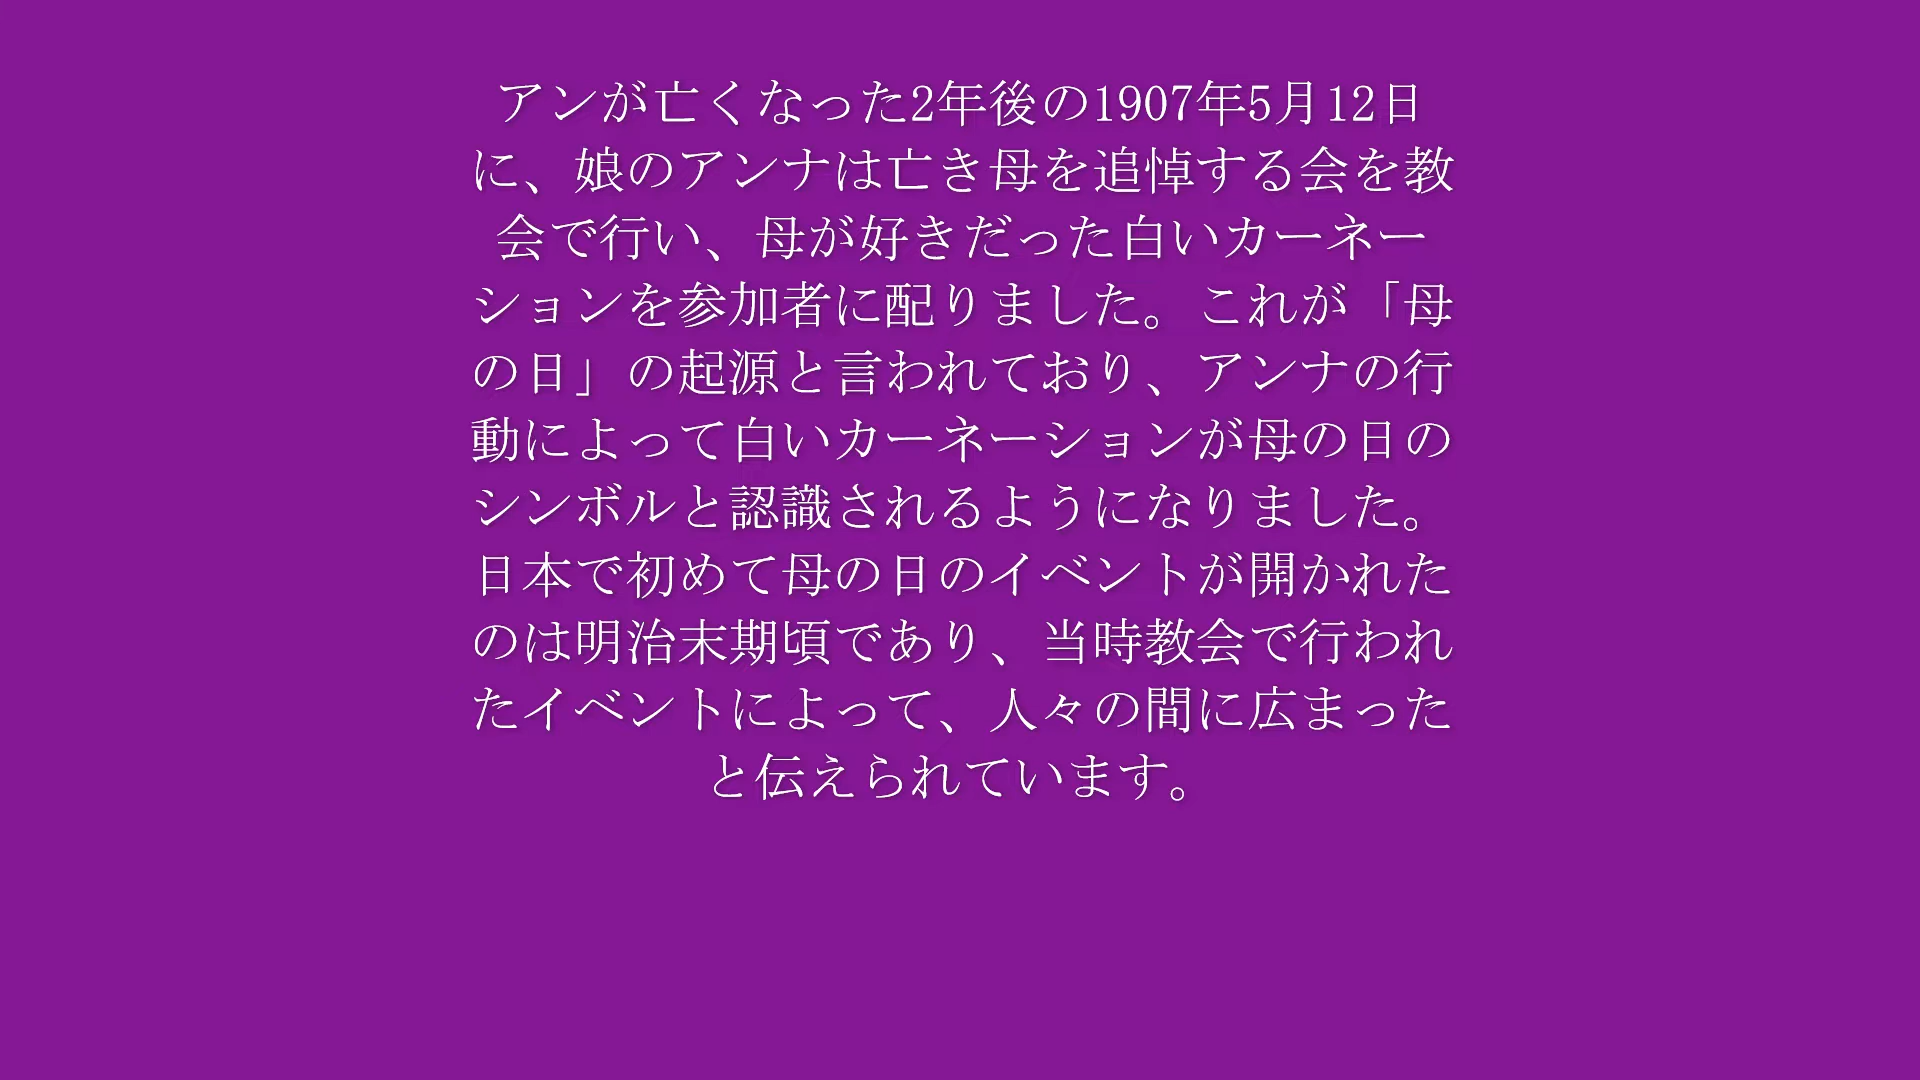 アンが亡くなった2年後の1907年5月12日
に、娘のアンナは亡き母を追悼する会を教
会で行い、母が好きだった白いカーネー
ションを参加者に配りました。これが「母
の日」の起源と言われており、アンナの行
動によって白いカーネーションが母の日の
シンボルと認識されるようになりました。
日本で初めて母の日のイベントが開かれた
のは明治末期頃であり、当時教会で行われ
たイベントによって、人々の間に広まった
と伝えられています。